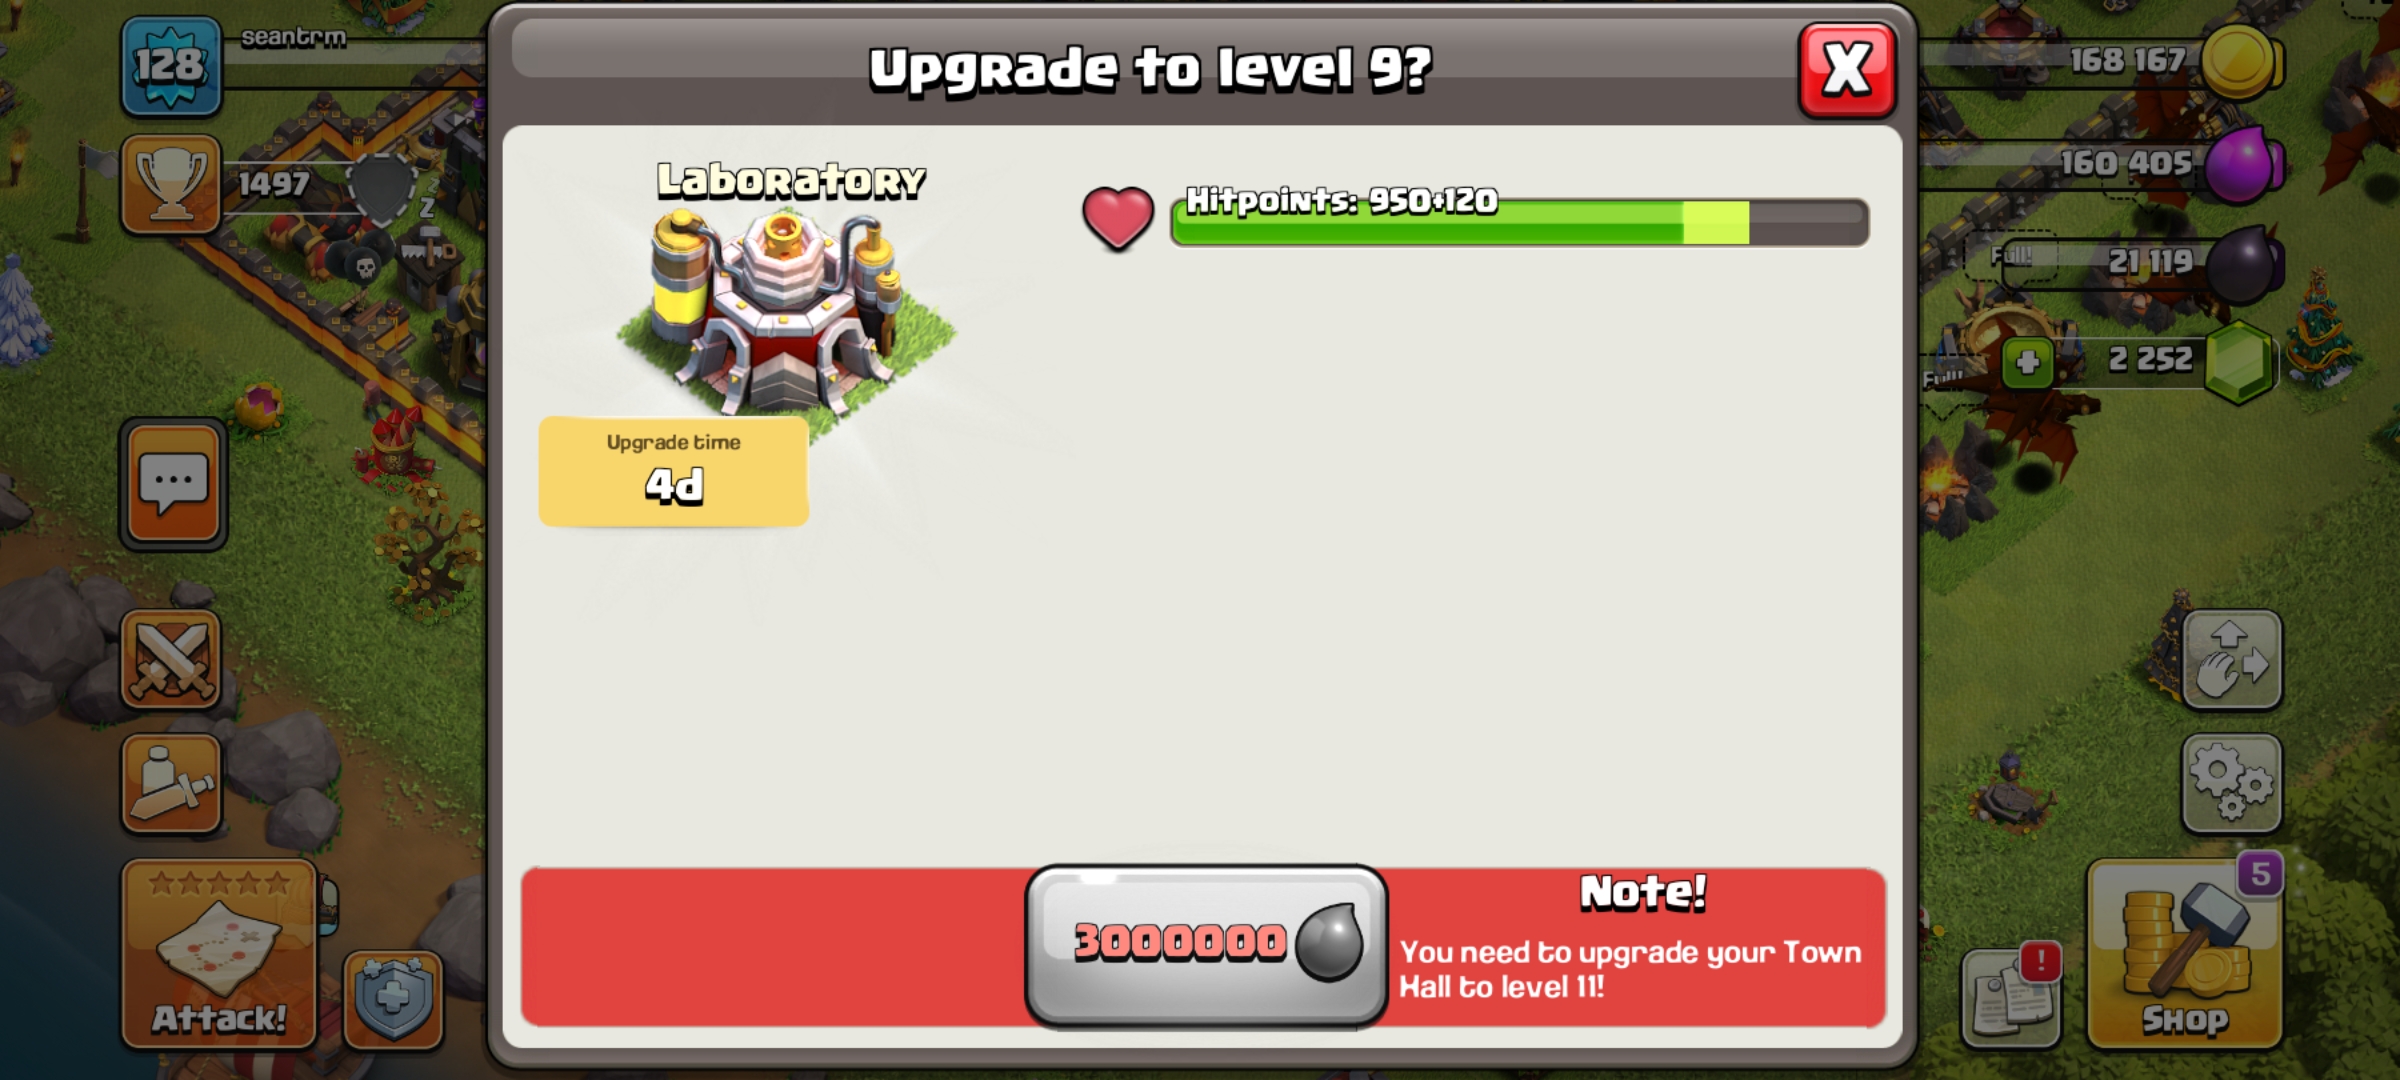 Upgrade to level 9?
X
128
seantrm
1497
z
Z
168 167
160 405
Full!
21 119
Full!
2 252
Laboratory
Hitpoints: 950+120
Upgrade time
4d
3000000
Note!
You need to upgrade your Town
Hall to level 11!
Attack!
!
5
Shop